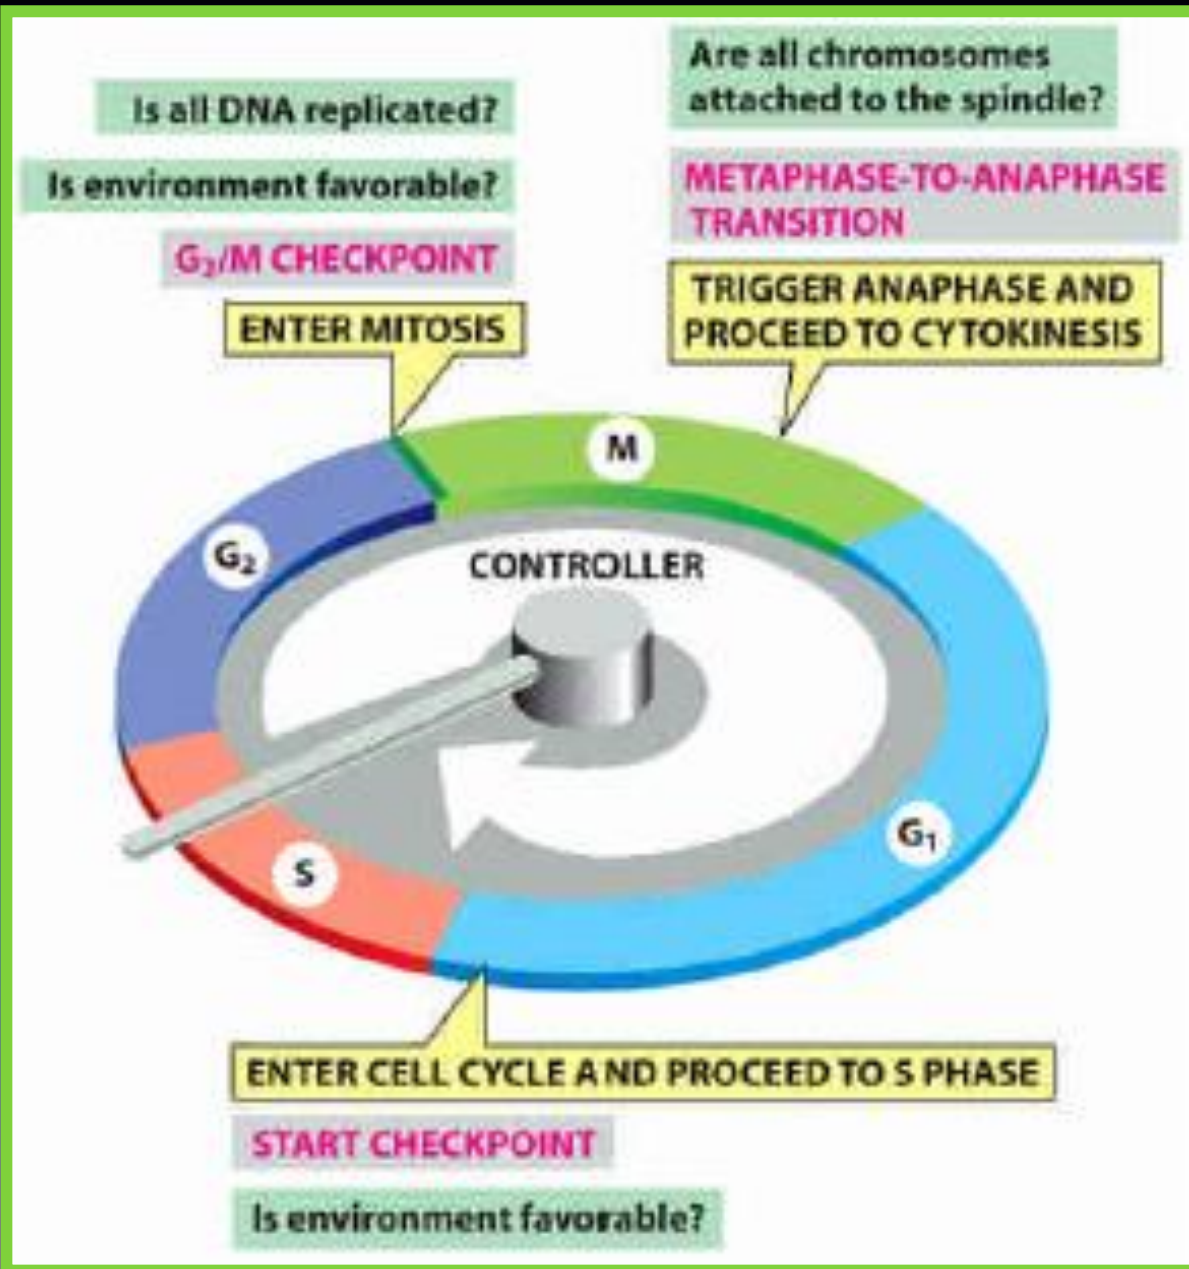 Is all DNA replicated?
Is environment favorable?
G₂/M CHECKPOINT
ENTER MITOSIS
Are all chromosomes
attached to the spindle?
METAPHASE-TO-ANAPHASE
TRANSITION
TRIGGER ANAPHASE AND
PROCEED TO CYTOKINESIS
M
G₂
CONTROLLER
G₁
S
ENTER CELL CYCLE AND PROCEED TO S PHASE
START CHECKPOINT
Is environment favorable?